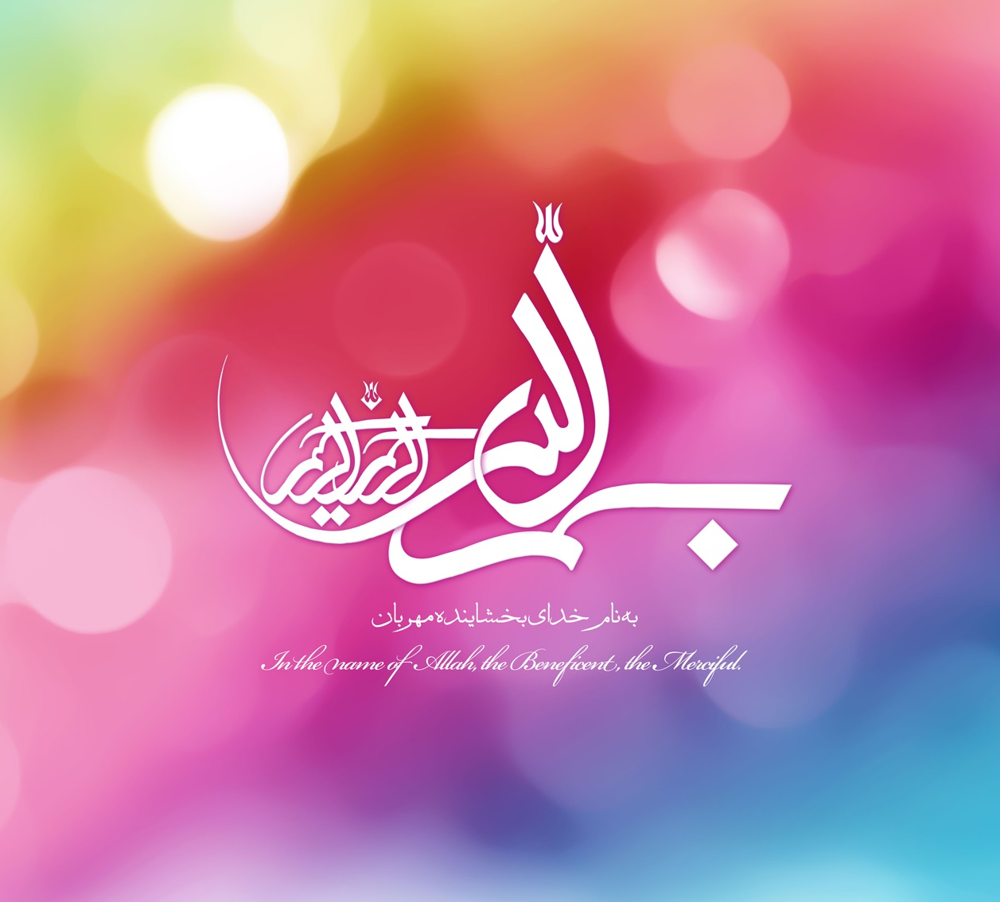 بسم الله الرحمن الرحیم
به نام خدای بخشاینده مهربان
In the name of Allah, the Beneficent, the Merciful.